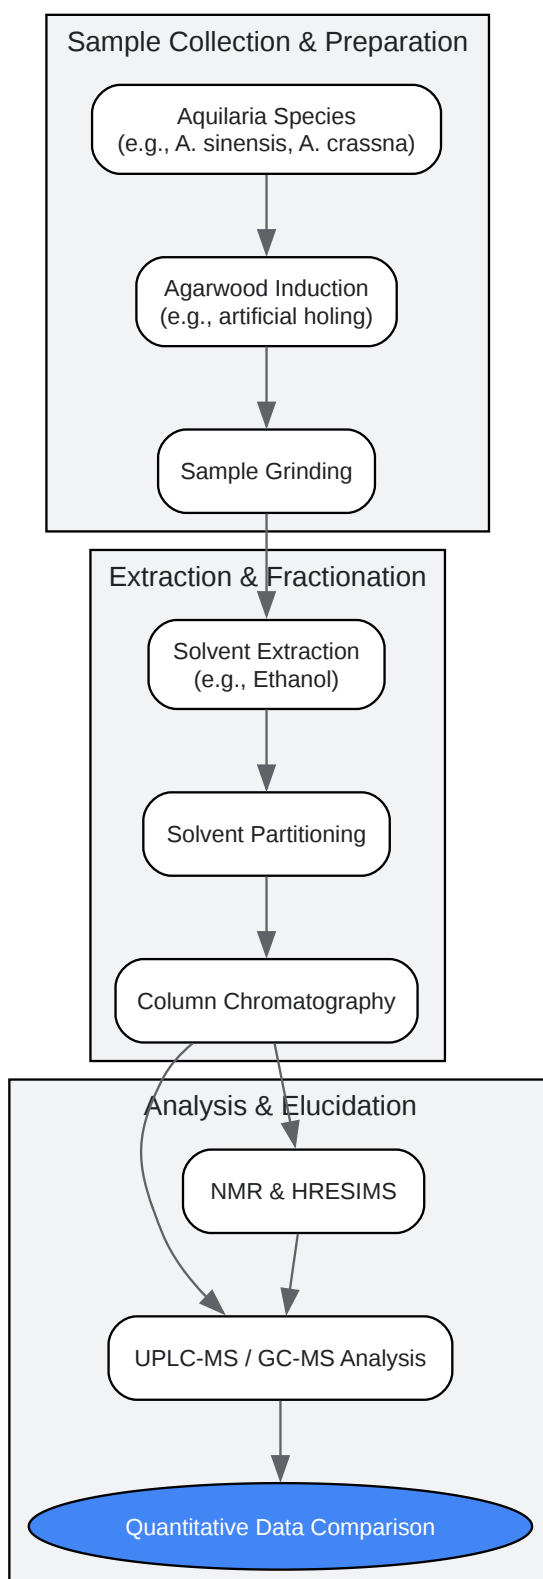 Sample Collection & Preparation
Aquilaria Species
(e.g., A. sinensis, A. crassna)
Agarwood Induction
(e.g., artificial holing)
Sample Grinding
Extraction & Fractionation
Solvent Extraction
(e.g., Ethanol)
Solvent Partitioning
Column Chromatography
Analysis & Elucidation
NMR & HRESIMS
UPLC-MS / GC-MS Analysis
Quantitative Data Comparison